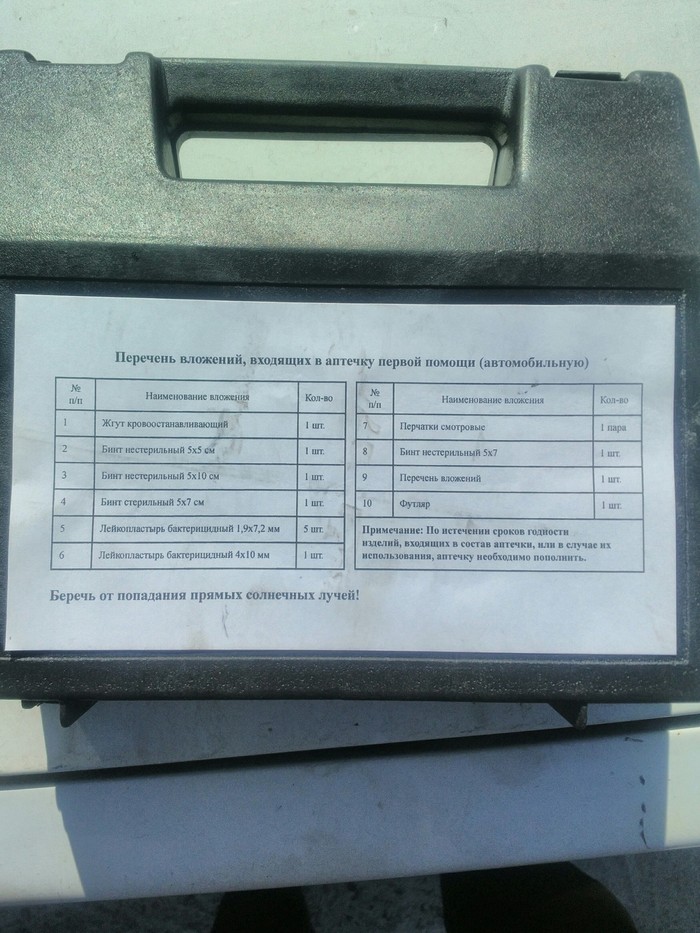 Перечень вложений, входящих в аптечку первой помощи (автомобильную)
№ п/п Наименование вложения Кол-во
1 Жгут кровоостанавливающий 1 шт.
2 Бинт нестерильный 5х5 см 1 шт.
3 Бинт нестерильный 5х10 см 1 шт.
4 Бинт стерильный 5х7 см 1 шт.
5 Лейкопластырь бактерицидный 1,9х7,2 мм 5 шт.
6 Лейкопластырь бактерицидный 4х10 мм 1 шт.
№ п/п Наименование вложения Кол-во
7 Перчатки смотровые 1 пара
8 Бинт нестерильный 5х7 1 шт.
9 Перечень вложений 1 шт.
10 Футляр 1 шт.
Примечание: По истечении сроков годности
изделий, входящих в состав аптечки, или в случае их
использования, аптечку необходимо пополнить.
Беречь от попадания прямых солнечных лучей!